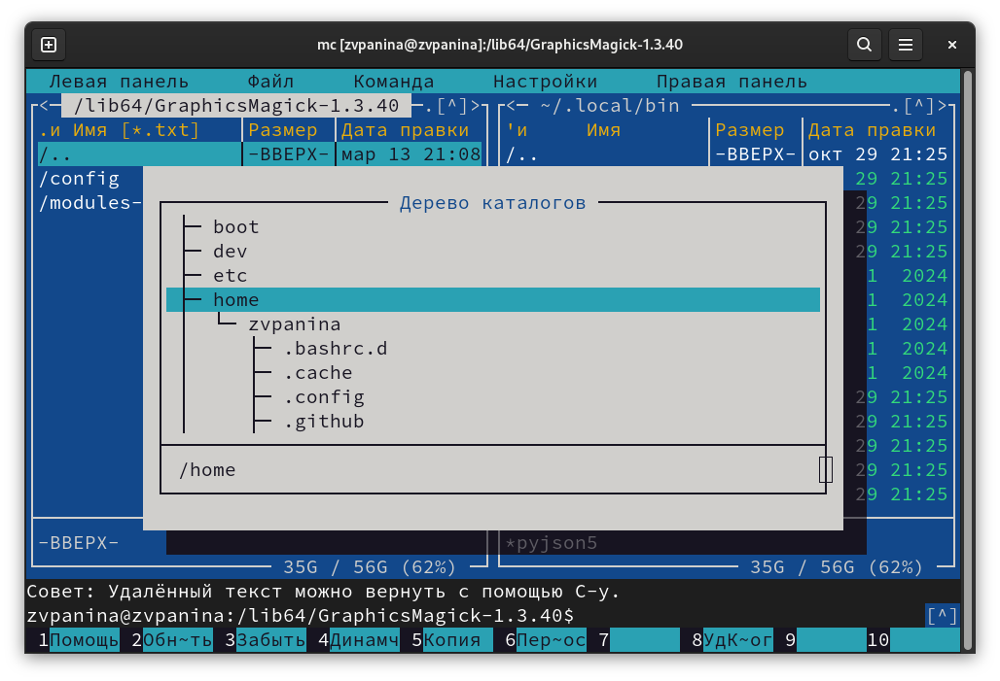 mc [zvpanina@zvpanina]:/lib64/GraphicsMagick-1.3.40
Левая панель Файл Команда Настройки Правая панель
<─ /lib64/GraphicsMagick-1.3.40 ─.[^]> <─ ~/.local/bin ─.[^]>
.и Имя [*.txt] Размер Дата правки 'и Имя Размер Дата правки
/.. -ВВЕРХ- мар 13 21:08 /.. -ВВЕРХ- окт 29 21:25
/config 29 21:25
/modules- Дерево каталогов 29 21:25
boot 29 21:25
dev 29 21:25
etc 1 2024
home 1 2024
zvpanina 1 2024
.bashrc.d 1 2024
.cache 1 2024
.config 29 21:25
.github 29 21:25
29 21:25
/home 29 21:25
29 21:25
-ВВЕРХ- *pyjson5
35G / 56G (62%) 35G / 56G (62%)
Совет: Удалённый текст можно вернуть с помощью C-y.
zvpanina@zvpanina:/lib64/GraphicsMagick-1.3.40$ [^]
1Помощь 2Обн~ть 3Забыть 4Динамч 5Копия 6Пер~ос 7 8УдК~ог 9 10